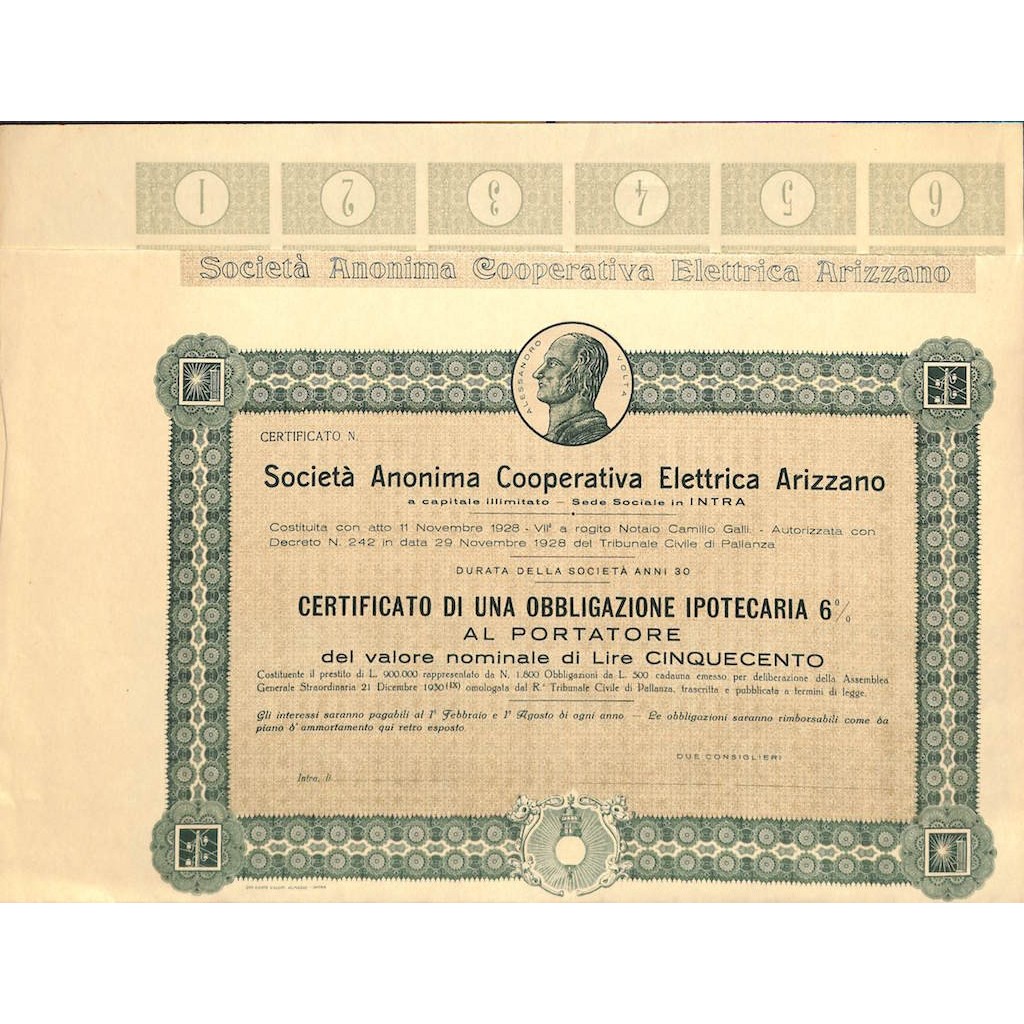 1 2 3 4 5 6
Società Anonima Cooperativa Elettrica Arizzano
ALESSANDRO VOLTA
CERTIFICATO N.
Società Anonima Cooperativa Elettrica Arizzano
a capitale illimitato — Sede Sociale in INTRA
Costituita con atto 11 Novembre 1928 - VIIº a rogito Notaio Camillo Galli. - Autorizzata con
Decreto N. 242 in data 29 Novembre 1928 del Tribunale Civile di Pallanza
DURATA DELLA SOCIETÀ ANNI 30
CERTIFICATO DI UNA OBBLIGAZIONE IPOTECARIA 6%
AL PORTATORE
del valore nominale di Lire CINQUECENTO
Costituente il prestito di L. 900.000 rappresentato da N. 1.800 Obbligazioni da L. 500 cadauna emesso per deliberazione della Assemblea
Generale Straordinaria 21 Dicembre 1930 (IX) omologata dal R.º Tribunale Civile di Pallanza, trascritta e pubblicata a termini di legge.
Gli interessi saranno pagabili al 1º Febbraio e 1º Agosto di ogni anno — Le obbligazioni saranno rimborsabili come da
piano d'ammortamento qui retro esposto
DUE CONSIGLIERI
Intra, lì